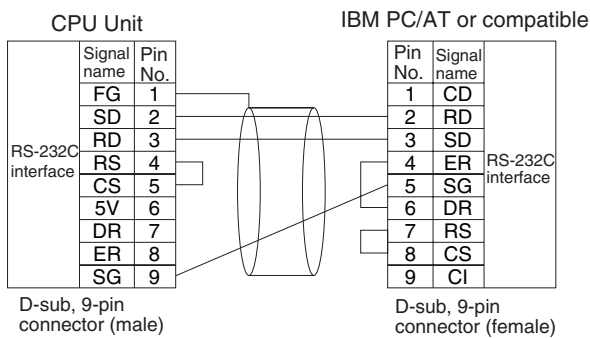 CPU Unit
IBM PC/AT or compatible
RS-232C
interface
Signal
name
Pin
No.
FG 1
SD 2
RD 3
RS 4
CS 5
5V 6
DR 7
ER 8
SG 9
Pin
No.
Signal
name
1 CD
2 RD
3 SD
4 ER
5 SG
6 DR
7 RS
8 CS
9 CI
RS-232C
interface
D-sub, 9-pin
connector (male)
D-sub, 9-pin
connector (female)